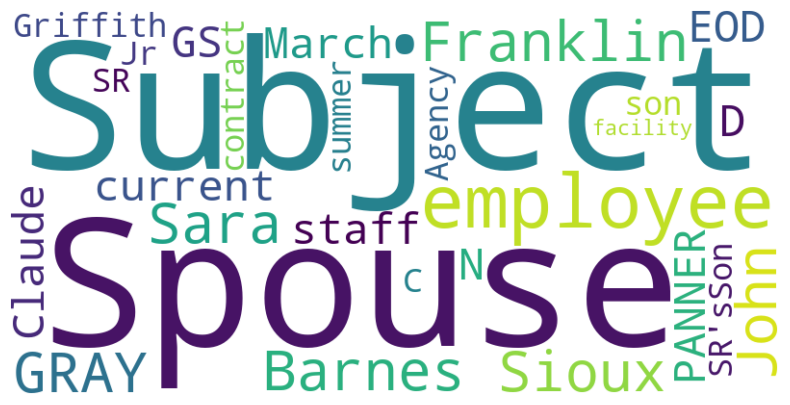 Griffith
Jr
GS
contract
March
Franklin
EOD
SR
Subject
summer
Agency
son
facility
D
current
employee
Claude
Sara
staff
N
Spouse
C
PANNER
SR'sSon
John
GRAY
Barnes
Sioux